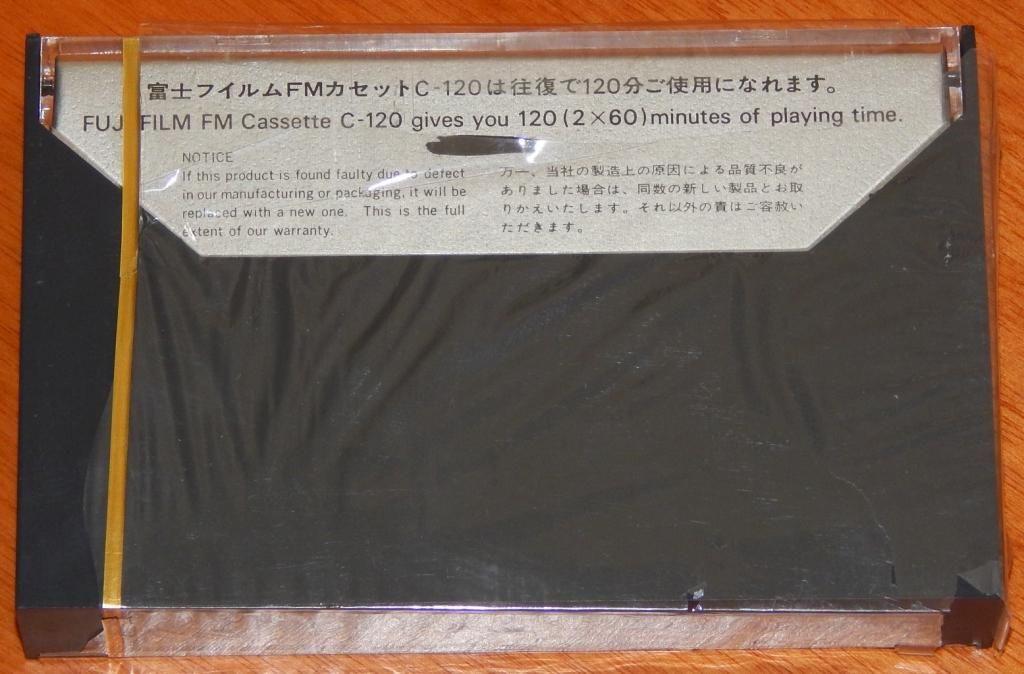 富士フイルムFMカセットC-120は往復で120分ご使用になれます。
FUJI FILM FM Cassette C-120 gives you 120 (2×60) minutes of playing time.
NOTICE
If this product is found faulty due to defect
in our manufacturing or packaging, it will be
replaced with a new one. This is the full
extent of our warranty.
万一、当社の製造上の原因による品質不良が
ありました場合は、同数の新しい製品とお取
りかえいたします。それ以外の責はご容赦い
ただきます。